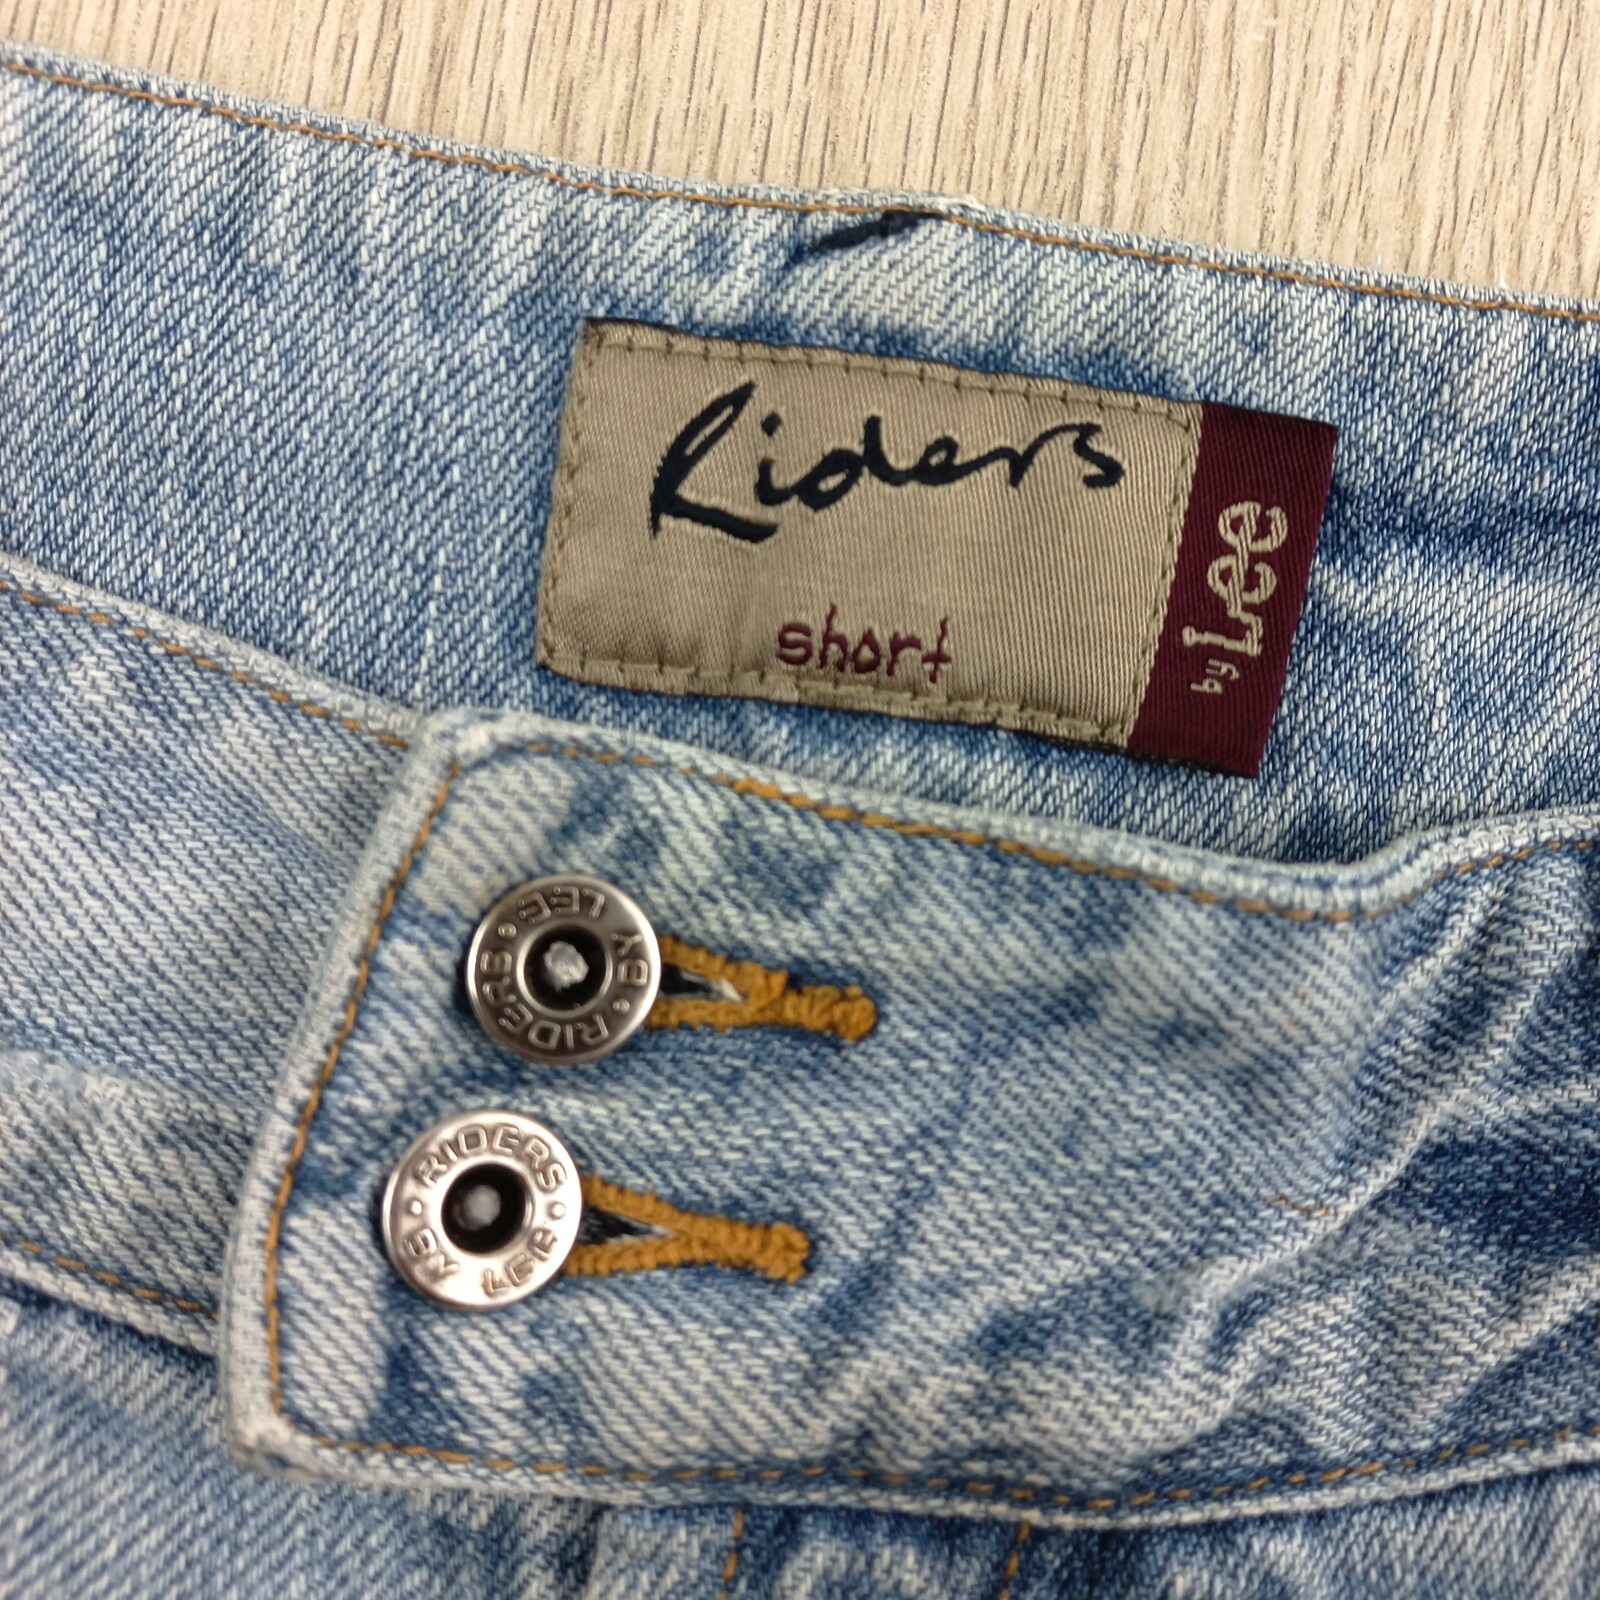 Riders
short
by Lee
RIDERS • BY LEE •
RIDERS • BY LEE •